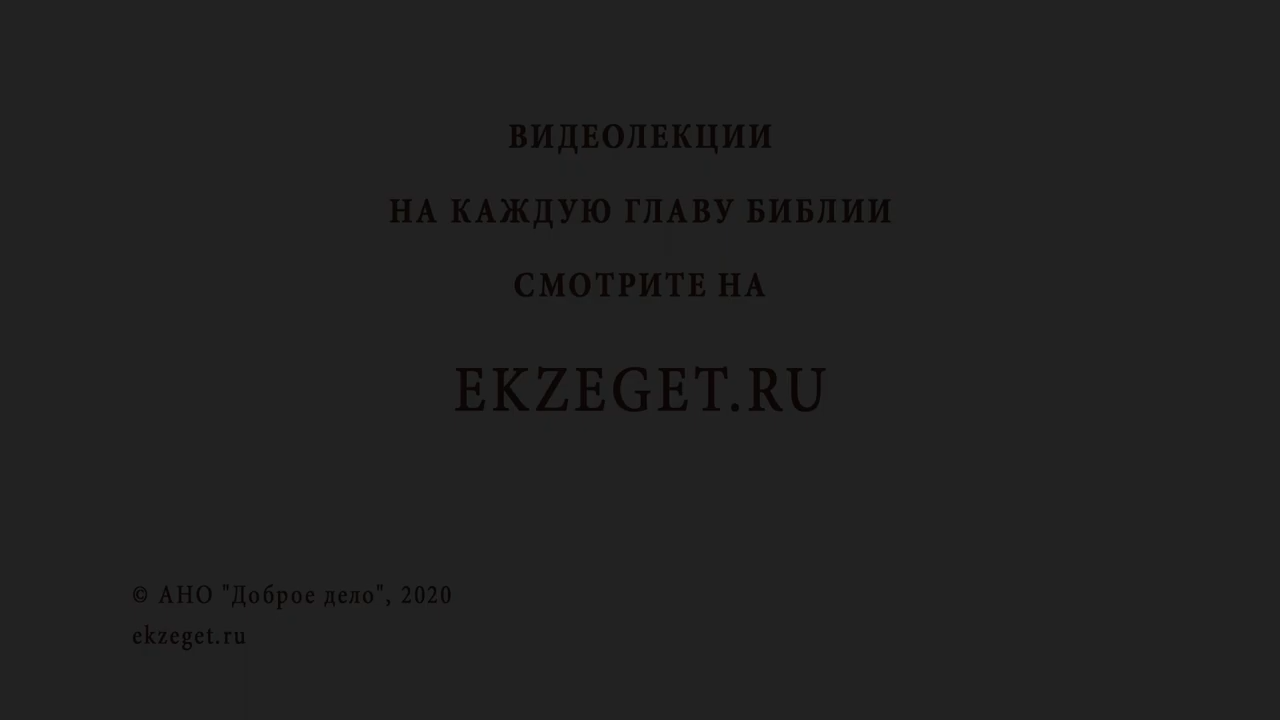 ВИДЕОЛЕКЦИИ
НА КАЖДУЮ ГЛАВУ БИБЛИИ
СМОТРИТЕ НА
EKZEGET.RU
© АНО "Доброе дело", 2020
ekzeget.ru